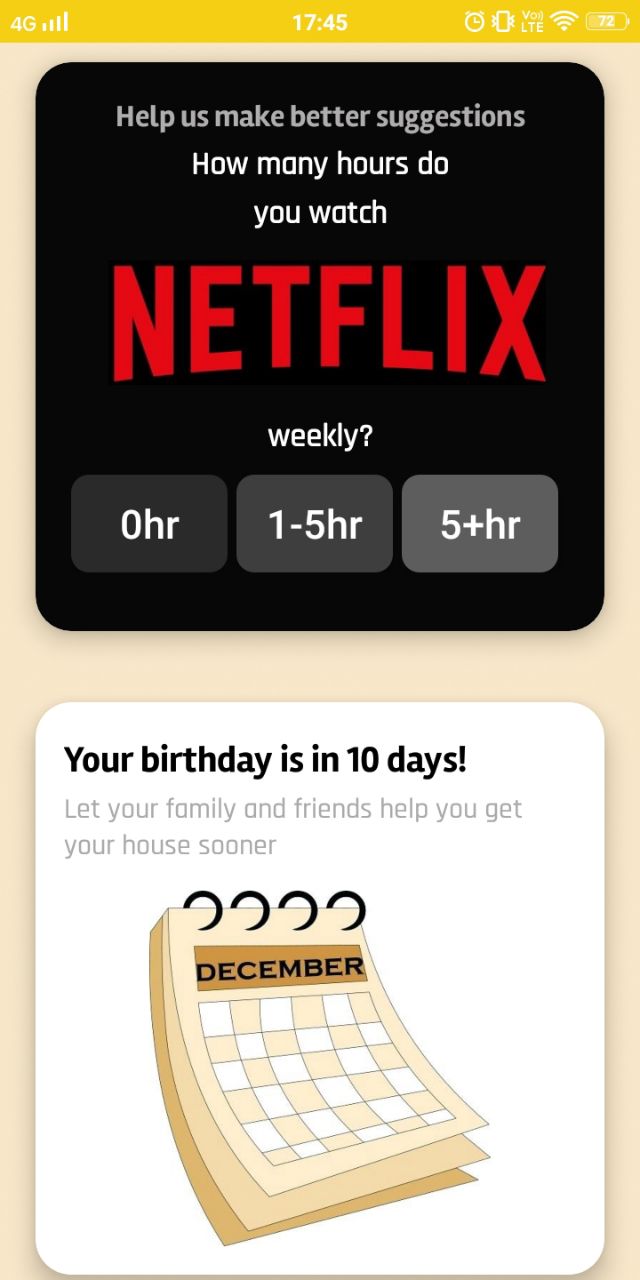 4G 17:45 Vo) LTE 72
Help us make better suggestions
How many hours do
you watch
NETFLIX
weekly?
0hr 1-5hr 5+hr
Your birthday is in 10 days!
Let your family and friends help you get
your house sooner
DECEMBER